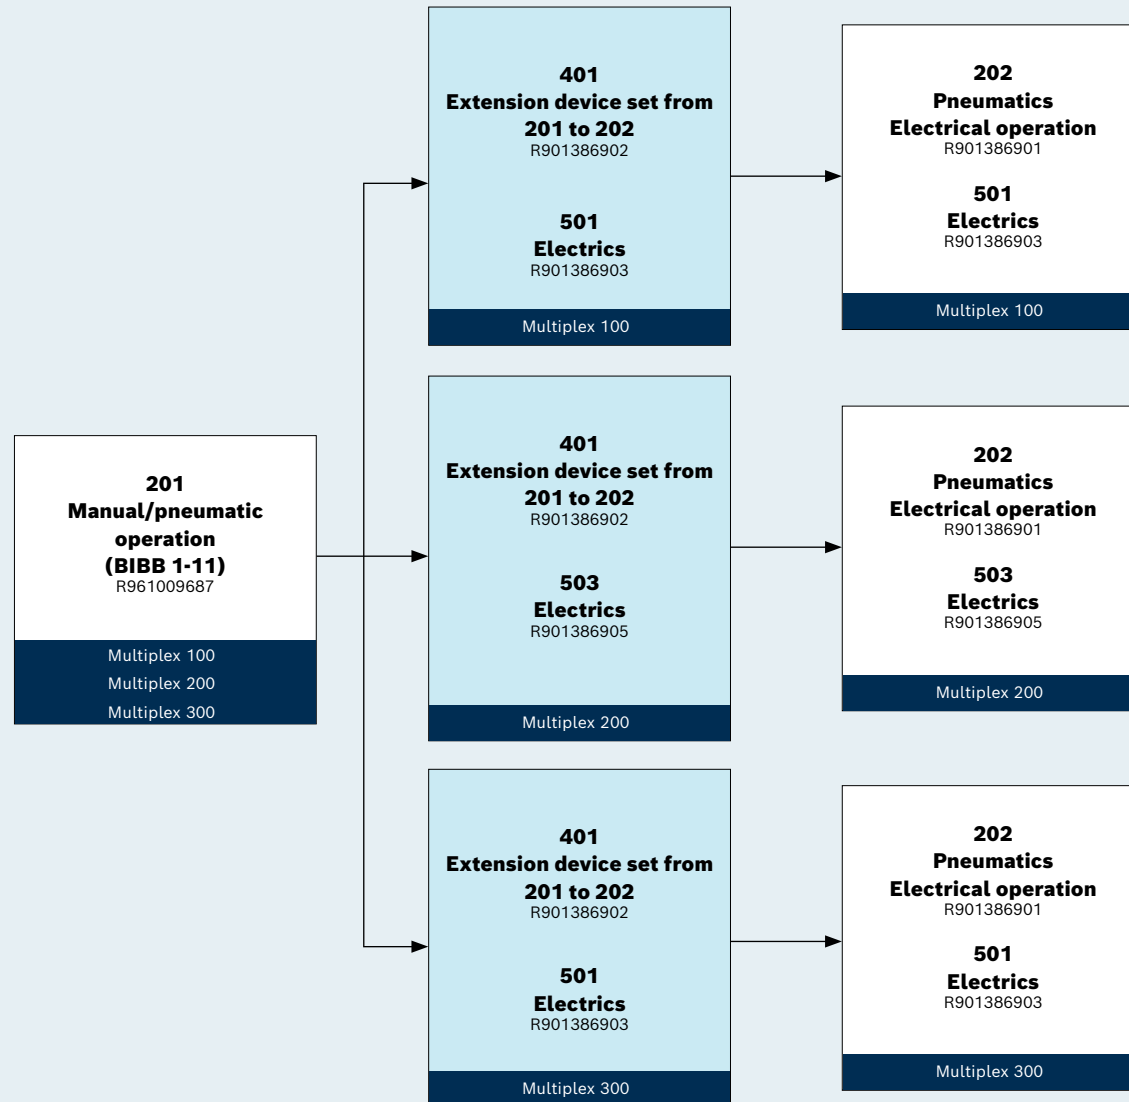 201
Manual/pneumatic
operation
(BIBB 1-11)
R961009687
Multiplex 100
Multiplex 200
Multiplex 300
401
Extension device set from
201 to 202
R901386902
501
Electrics
R901386903
Multiplex 100
202
Pneumatics
Electrical operation
R901386901
501
Electrics
R901386903
Multiplex 100
401
Extension device set from
201 to 202
R901386902
503
Electrics
R901386905
Multiplex 200
202
Pneumatics
Electrical operation
R901386901
503
Electrics
R901386905
Multiplex 200
401
Extension device set from
201 to 202
R901386902
501
Electrics
R901386903
Multiplex 300
202
Pneumatics
Electrical operation
R901386901
501
Electrics
R901386903
Multiplex 300